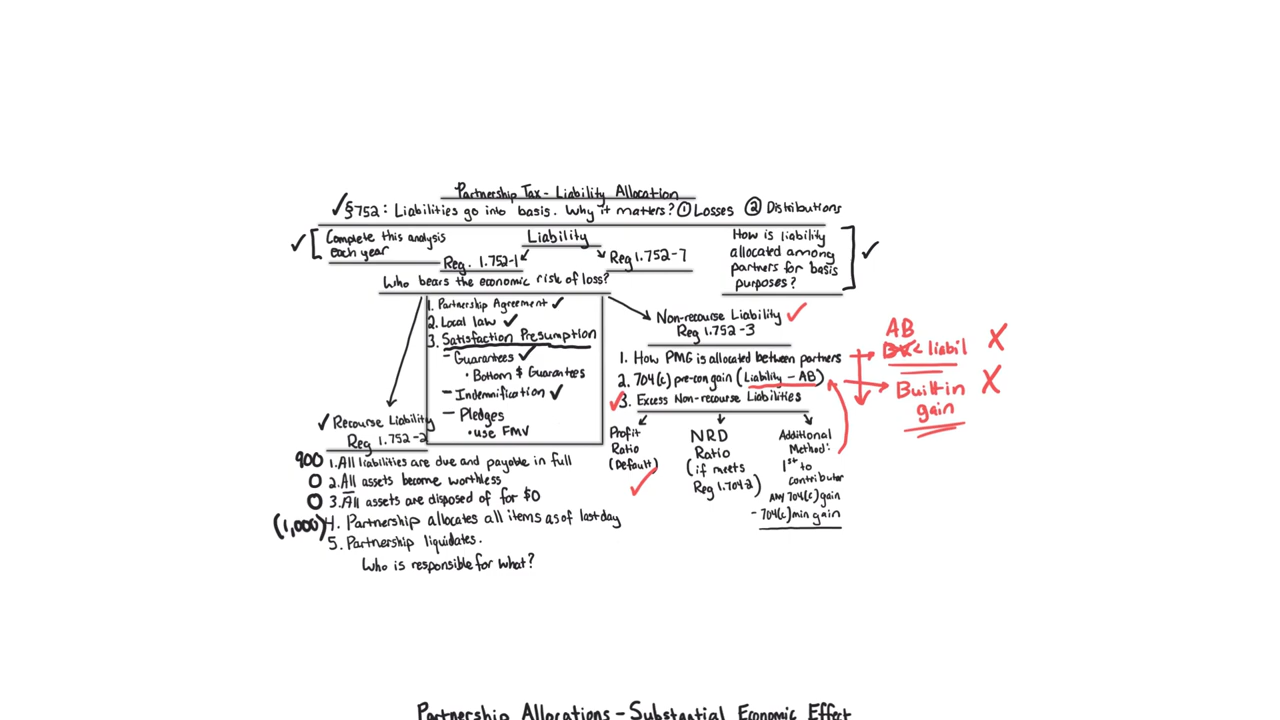 Partnership Tax - Liability Allocation
✓§752: Liabilities go into basis. Why it matters? ① Losses ② Distributions
✓ Complete this analysis
each year
Liability
Reg. 1.752-1
Reg 1.752-7
How is liability
allocated among
partners for basis
purposes?
✓
Who bears the economic risk of loss?
1. Partnership Agreement ✓
2. Local law ✓
3. Satisfaction Presumption
- Guarantees ✓
• Bottom $ Guarantees
- Indemnification ✓
- Pledges
• use FMV
Non-recourse Liability ✓
Reg 1.752-3
1. How PMG is allocated between partners
2. 704(c) pre-con gain (Liability - AB)
✓3. Excess Non-recourse Liabilities
AB
< liabil X
Built-in X
gain
Profit
Ratio
(Default)
✓
NRD
Ratio
(if meets
Reg 1.704-2)
Additional
Method:
1st to
contributor
any 704(c) gain
- 704(c) min gain
✓ Recourse Liability
Reg 1.752-2
900 1. All liabilities are due and payable in full
0 2. All assets become worthless
0 3. All assets are disposed of for $0
(1,000) 4. Partnership allocates all items as of last day
5. Partnership liquidates.
Who is responsible for what?
Partnership Allocations - Substantial Economic Effect